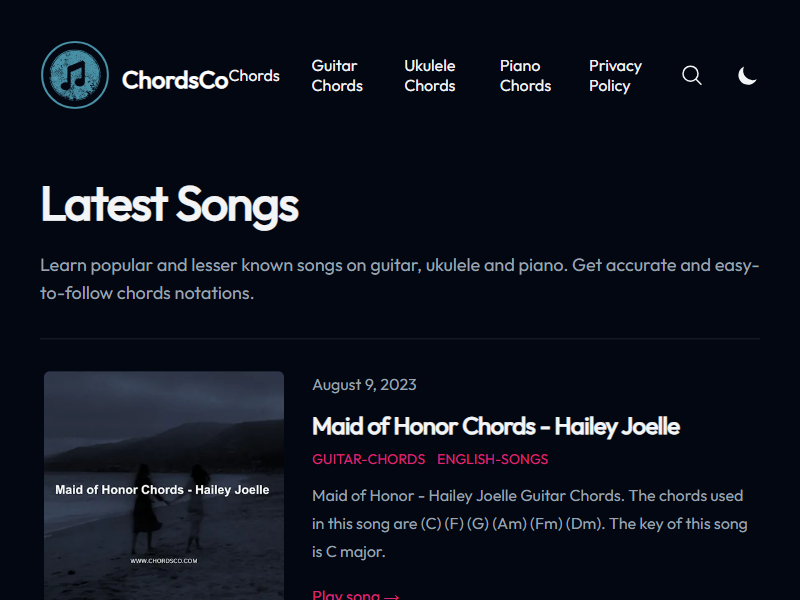 ChordsCo
Chords
Guitar
Chords
Ukulele
Chords
Piano
Chords
Privacy
Policy
Latest Songs
Learn popular and lesser known songs on guitar, ukulele and piano. Get accurate and easy-
to-follow chords notations.
Maid of Honor Chords - Hailey Joelle
WWW.CHORDSCO.COM
August 9, 2023
Maid of Honor Chords - Hailey Joelle
GUITAR-CHORDS ENGLISH-SONGS
Maid of Honor - Hailey Joelle Guitar Chords. The chords used
in this song are (C) (F) (G) (Am) (Fm) (Dm). The key of this song
is C major.
Play song →